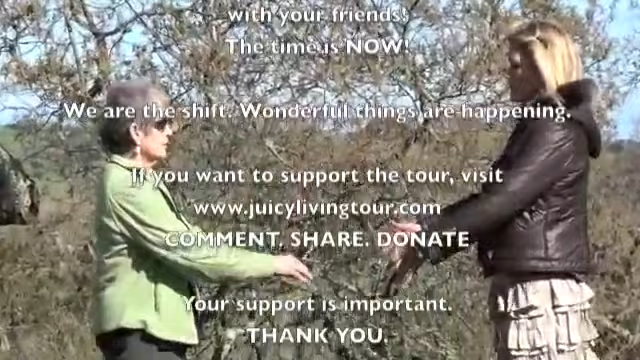 with your friends!
The time is NOW!
We are the shift. Wonderful things are happening.
If you want to support the tour, visit
www.juicylivingtour.com
COMMENT. SHARE. DONATE
Your support is important.
THANK YOU.